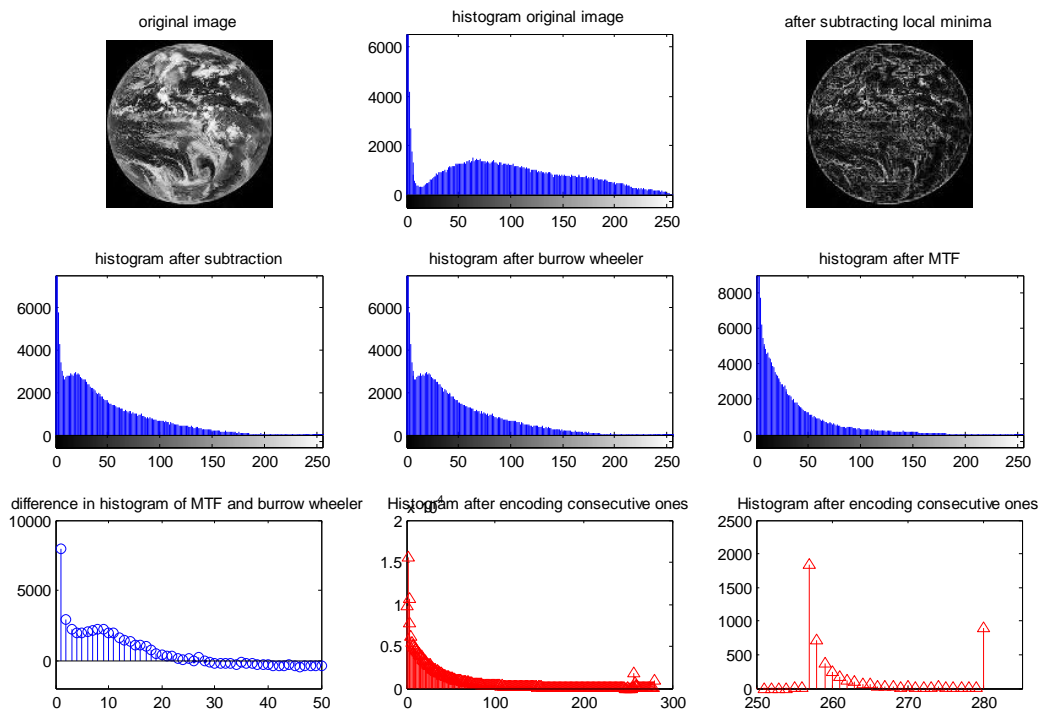 original image
histogram original image
after subtracting local minima
6000
4000
2000
0
0 50 100 150 200 250
histogram after subtraction
histogram after burrow wheeler
histogram after MTF
6000
4000
2000
0
0 50 100 150 200 250
6000
4000
2000
0
0 50 100 150 200 250
8000
6000
4000
2000
0
0 50 100 150 200 250
difference in histogram of MTF and burrow wheeler
Histogram after encoding consecutive ones
Histogram after encoding consecutive ones
10000
5000
0
0 10 20 30 40 50
x 10^4
2
1.5
1
0.5
0
0 100 200 300
2500
2000
1500
1000
500
0
250 260 270 280